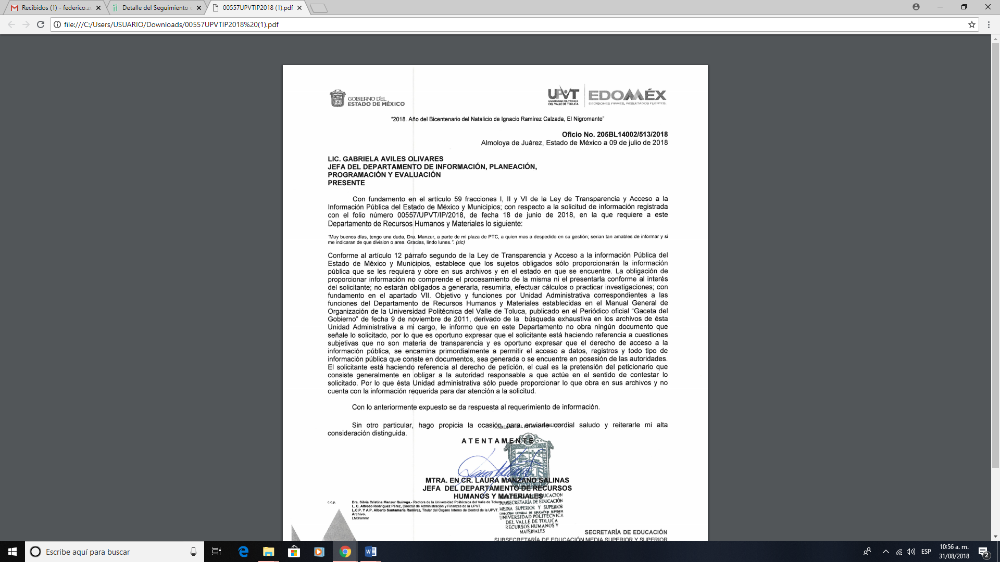 Recibidos (1) - federico.z
Detalle del Seguimiento
00557UPVTIP2018 (1).pdf
file:///C:/Users/USUARIO/Downloads/00557UPVTIP2018%20(1).pdf
GOBIERNO DEL
ESTADO DE MÉXICO
UPVT
UNIVERSIDAD POLITÉCNICA
DEL VALLE DE TOLUCA
EDOMÉX
DECISIONES FIRMES, RESULTADOS FUERTES.
“2018. Año del Bicentenario del Natalicio de Ignacio Ramírez Calzada, El Nigromante”
Oficio No. 205BL14002/513/2018
Almoloya de Juárez, Estado de México a 09 de julio de 2018
LIC. GABRIELA AVILES OLIVARES
JEFA DEL DEPARTAMENTO DE INFORMACIÓN, PLANEACIÓN,
PROGRAMACIÓN Y EVALUACIÓN
PRESENTE
Con fundamento en el artículo 59 fracciones I, II y VI de la Ley de Transparencia y Acceso a la
Información Pública del Estado de México y Municipios; con respecto a la solicitud de información registrada
con el folio número 00557/UPVT/IP/2018, de fecha 18 de junio de 2018, en la que requiere a este
Departamento de Recursos Humanos y Materiales lo siguiente:
“Muy buenos días, tengo una duda, Dra. Manzur, a parte de mi plaza de PTC, a quien mas a despedido en su gestión; serian tan amables de informar y si
me indicaran de que division o area. Gracias, lindo lunes.”. (sic)
Conforme al artículo 12 párrafo segundo de la Ley de Transparencia y Acceso a la información Pública del
Estado de México y Municipios, establece que los sujetos obligados sólo proporcionarán la información
pública que se les requiera y obre en sus archivos y en el estado en que se encuentre. La obligación de
proporcionar información no comprende el procesamiento de la misma ni el presentarla conforme al interés
del solicitante; no estarán obligados a generarla, resumirla, efectuar cálculos o practicar investigaciones; con
fundamento en el apartado VII. Objetivo y funciones por Unidad Administrativa correspondientes a las
funciones del Departamento de Recursos Humanos y Materiales establecidas en el Manual General de
Organización de la Universidad Politécnica del Valle de Toluca, publicado en el Periódico oficial “Gaceta del
Gobierno” de fecha 9 de noviembre de 2011, derivado de la búsqueda exhaustiva en los archivos de ésta
Unidad Administrativa a mi cargo, le informo que en este Departamento no obra ningún documento que
señale lo solicitado, por lo que es oportuno expresar que el solicitante está haciendo referencia a cuestiones
subjetivas que no son materia de transparencia y es oportuno expresar que el derecho de acceso a la
información pública, se encamina primordialmente a permitir el acceso a datos, registros y todo tipo de
información pública que conste en documentos, sea generada o se encuentre en posesión de las autoridades.
El solicitante está haciendo referencia al derecho de petición, el cual es la pretensión del peticionario que
consiste generalmente en obligar a la autoridad responsable a que actúe en el sentido de contestar lo
solicitado. Por lo que ésta Unidad administrativa sólo puede proporcionar lo que obra en sus archivos y no
cuenta con la información requerida para dar atención a la solicitud.
Con lo anteriormente expuesto se da respuesta al requerimiento de información.
Sin otro particular, hago propicia la ocasión para enviarle cordial saludo y reiterarle mi alta
consideración distinguida.
A T E N T A M E N T E
MTRA. EN CR. LAURA MANZANO SALINAS
JEFA DEL DEPARTAMENTO DE RECURSOS
HUMANOS Y MATERIALES
c.c.p. Dra. Silvia Cristina Manzur Quiroga.- Rectora de la Universidad Politécnica del Valle de
L. C. Alfredo Rodríguez Pérez, Director de Administración y Finanzas de la UPVT.
L.C.P. Y A.P. Alberto Santamaría Ramírez, Titular del Órgano Interno de Control de la UPVT.
Archivo.
LMS/ammr
SUBSECRETARÍA DE EDUCACIÓN
MEDIA SUPERIOR Y SUPERIOR
DIRECCIÓN GENERAL DE EDUCACIÓN SUPERIOR
UNIVERSIDAD POLITÉCNICA
DEL VALLE DE TOLUCA
RECURSOS HUMANOS Y
MATERIALES
SECRETARÍA DE EDUCACIÓN
SUBSECRETARÍA DE EDUCACIÓN MEDIA SUPERIOR Y SUPERIOR
Escribe aquí para buscar
ESP
10:56 a. m.
31/08/2018
2